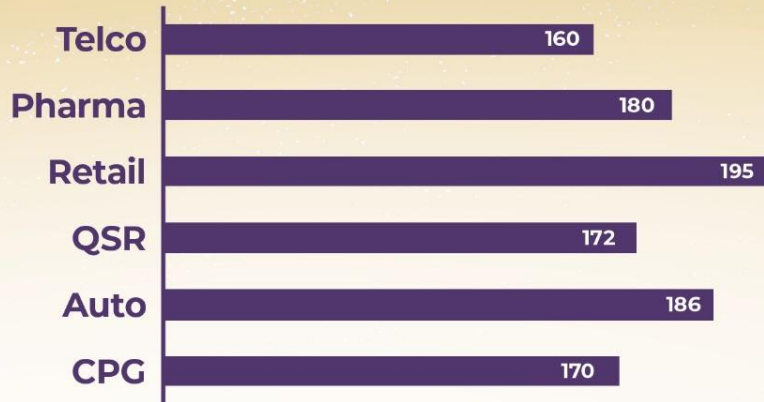 Telco 160
Pharma 180
Retail 195
QSR 172
Auto 186
CPG 170